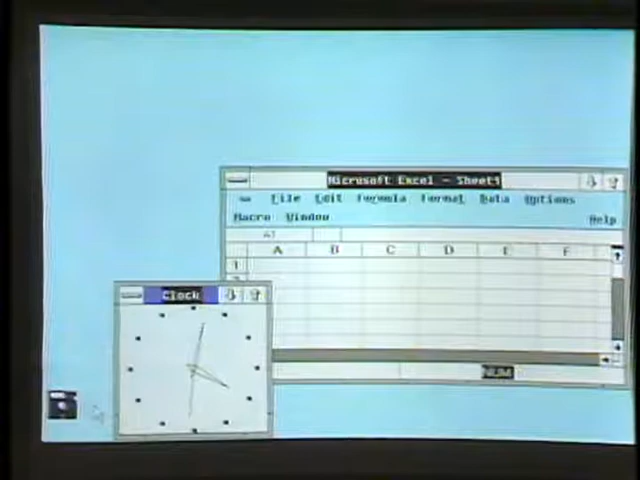 Microsoft Excel - Sheet1
File Edit Formula Format Data Options
Macro Window Help
A1
A B C D E F
1
Clock
NUM